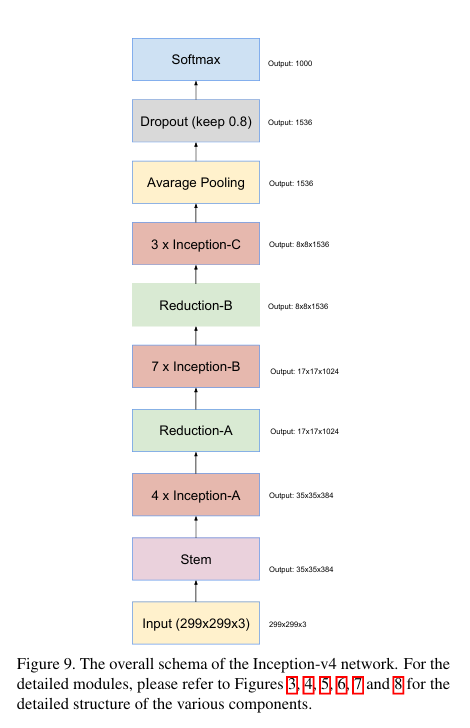 Softmax
Output: 1000
Dropout (keep 0.8)
Output: 1536
Avarage Pooling
Output: 1536
3 x Inception-C
Output: 8x8x1536
Reduction-B
Output: 8x8x1536
7 x Inception-B
Output: 17x17x1024
Reduction-A
Output: 17x17x1024
4 x Inception-A
Output: 35x35x384
Stem
Output: 35x35x384
Input (299x299x3)
299x299x3
Figure 9. The overall schema of the Inception-v4 network. For the
detailed modules, please refer to Figures 3, 4, 5, 6, 7 and 8 for the
detailed structure of the various components.